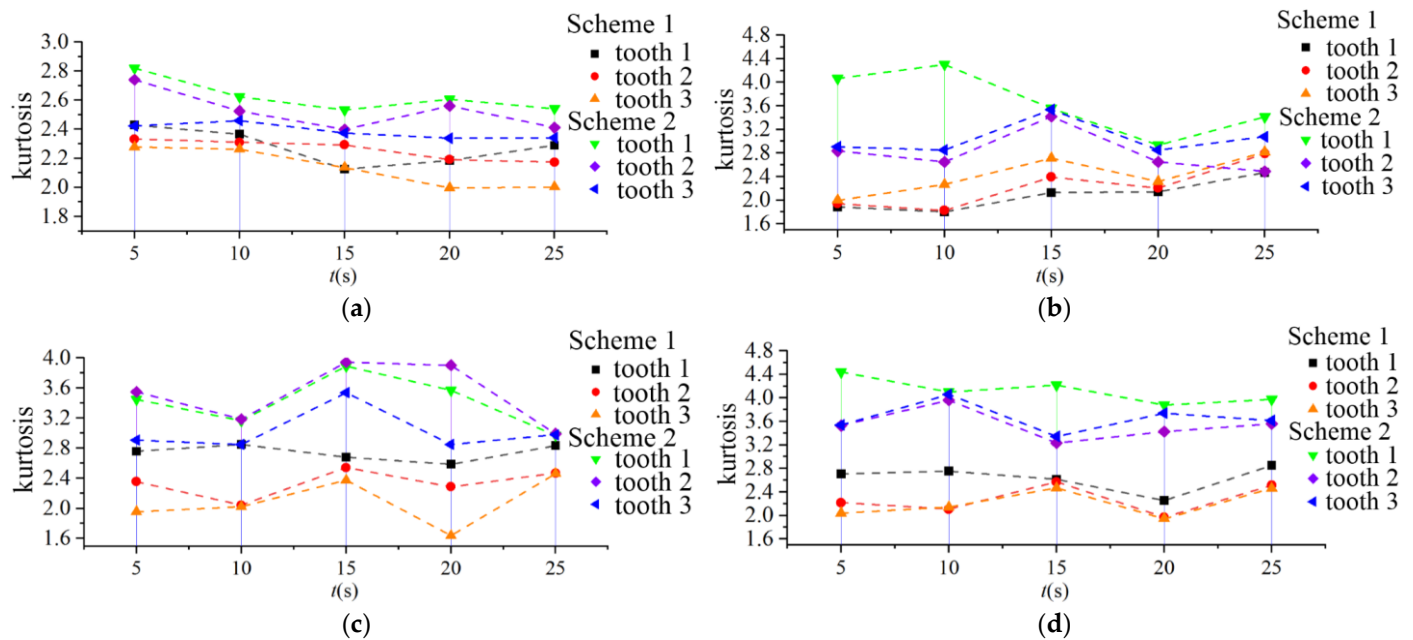 Scheme 1
tooth 1
tooth 2
tooth 3
Scheme 2
tooth 1
tooth 2
tooth 3
kurtosis
3.0
2.8
2.6
2.4
2.2
2.0
1.8
5 10 15 20 25
t(s)
(a)
Scheme 1
tooth 1
tooth 2
tooth 3
Scheme 2
tooth 1
tooth 2
tooth 3
kurtosis
4.8
4.4
4.0
3.6
3.2
2.8
2.4
2.0
1.6
5 10 15 20 25
t(s)
(b)
Scheme 1
tooth 1
tooth 2
tooth 3
Scheme 2
tooth 1
tooth 2
tooth 3
kurtosis
4.0
3.6
3.2
2.8
2.4
2.0
1.6
5 10 15 20 25
t(s)
(c)
Scheme 1
tooth 1
tooth 2
tooth 3
Scheme 2
tooth 1
tooth 2
tooth 3
kurtosis
4.8
4.4
4.0
3.6
3.2
2.8
2.4
2.0
1.6
5 10 15 20 25
t(s)
(d)